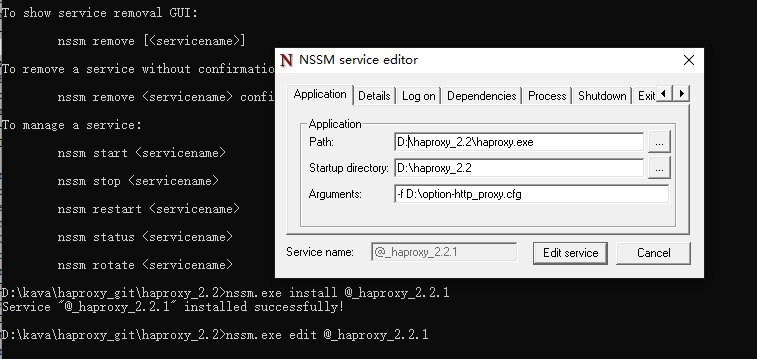 To show service removal GUI:
nssm remove [<servicename>]
To remove a service without confirmatio
nssm remove <servicename> confi
To manage a service:
nssm start <servicename>
nssm stop <servicename>
nssm restart <servicename>
nssm status <servicename>
nssm rotate <servicename>
D:\kava\haproxy_git\haproxy_2.2>nssm.exe install @_haproxy_2.2.1
Service "@_haproxy_2.2.1" installed successfully!
D:\kava\haproxy_git\haproxy_2.2>nssm.exe edit @_haproxy_2.2.1
NSSM service editor
Application Details Log on Dependencies Process Shutdown Exit
Application
Path: D:\haproxy_2.2\haproxy.exe ...
Startup directory: D:\haproxy_2.2 ...
Arguments: -f D:\option-http_proxy.cfg
Service name: @_haproxy_2.2.1 Edit service Cancel